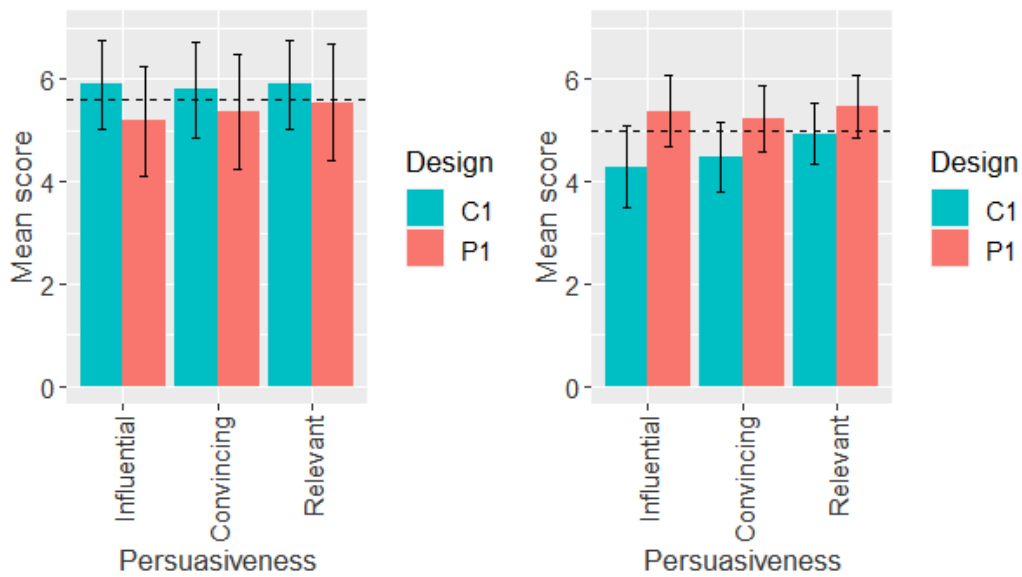 Mean score
6
4
2
0
Influential
Convincing
Relevant
Persuasiveness
Design
C1
P1
Mean score
6
4
2
0
Influential
Convincing
Relevant
Persuasiveness
Design
C1
P1